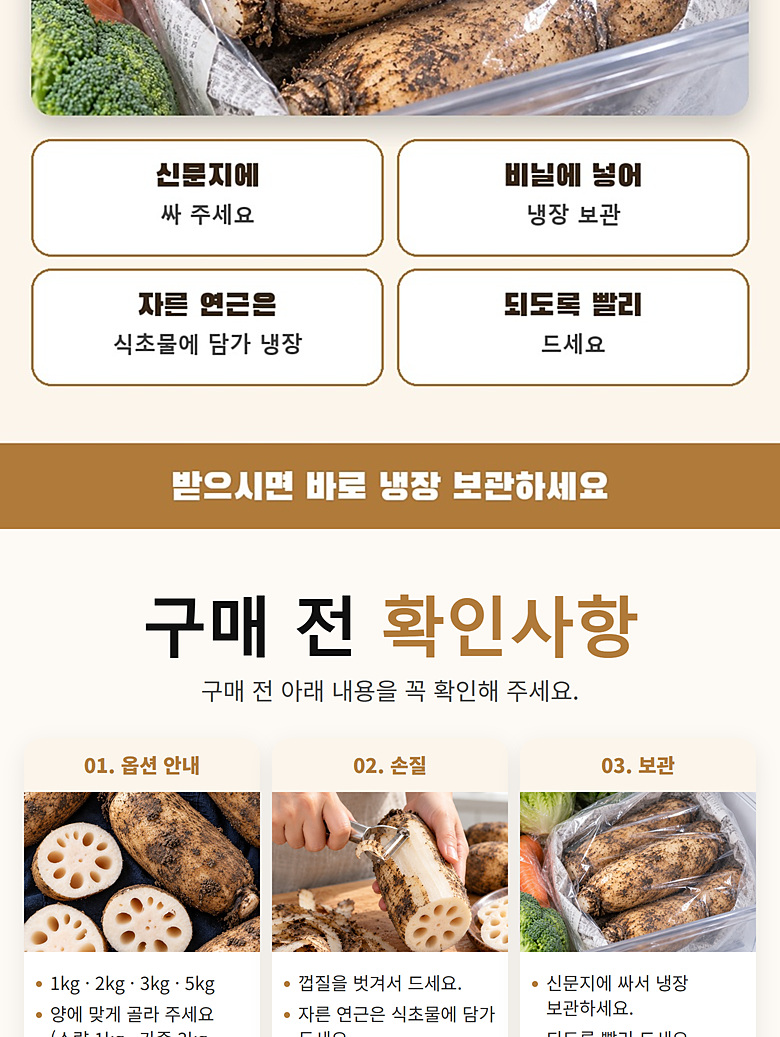 신문지에
싸 주세요
비닐에 넣어
냉장 보관
자른 연근은
식초물에 담가 냉장
되도록 빨리
드세요
받으시면 바로 냉장 보관하세요
구매 전 확인사항
구매 전 아래 내용을 꼭 확인해 주세요.
01. 옵션 안내
• 1kg · 2kg · 3kg · 5kg
• 양에 맞게 골라 주세요
02. 손질
• 껍질을 벗겨서 드세요.
• 자른 연근은 식초물에 담가
03. 보관
• 신문지에 싸서 냉장
보관하세요.